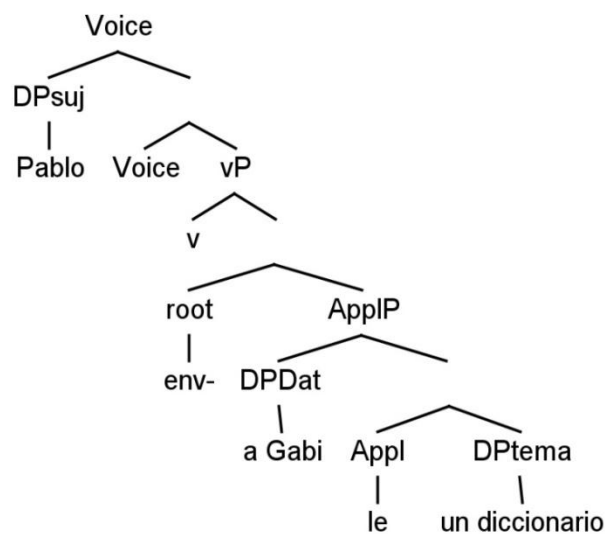 Voice
DPsuj
Pablo Voice vP
v
root ApplP
env- DPDat
a Gabi Appl DPtema
le un diccionario